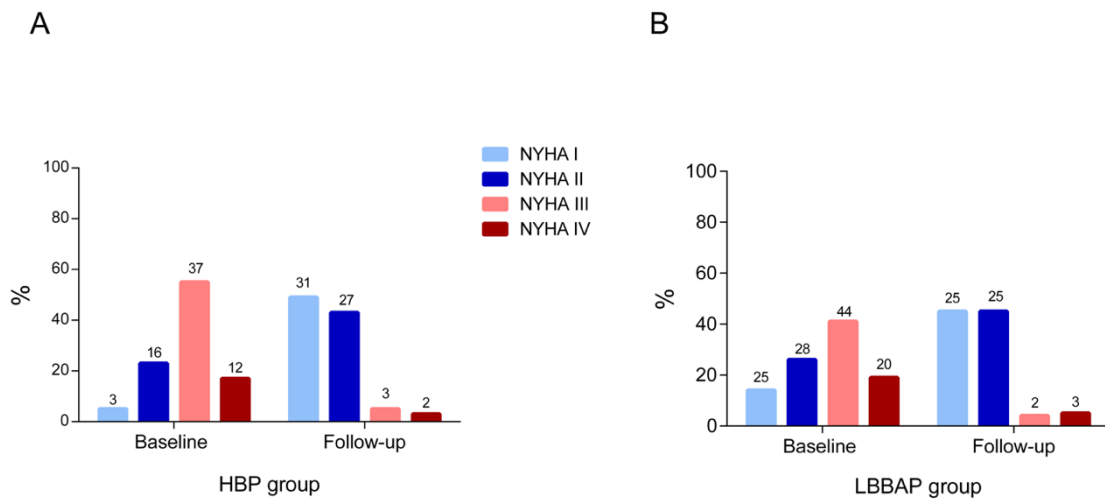 A
B
NYHA I
NYHA II
NYHA III
NYHA IV
%
100
80
60
40
20
0
3
16
37
12
31
27
3
2
Baseline
Follow-up
HBP group
%
100
80
60
40
20
0
25
28
44
20
25
25
2
3
Baseline
Follow-up
LBBAP group